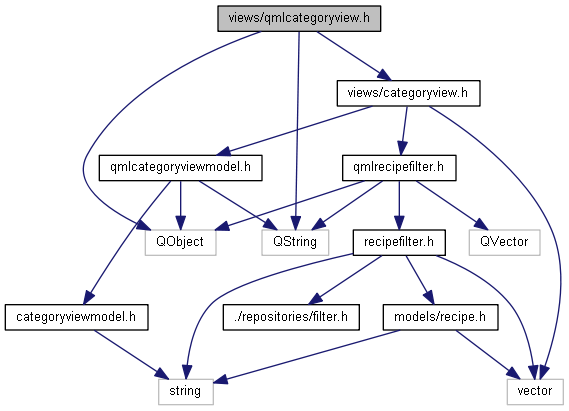 views/qmlcategoryview.h
views/categoryview.h
qmlcategoryviewmodel.h
qmlrecipefilter.h
QObject
QString
recipefilter.h
QVector
categoryviewmodel.h
./repositories/filter.h
models/recipe.h
string
vector